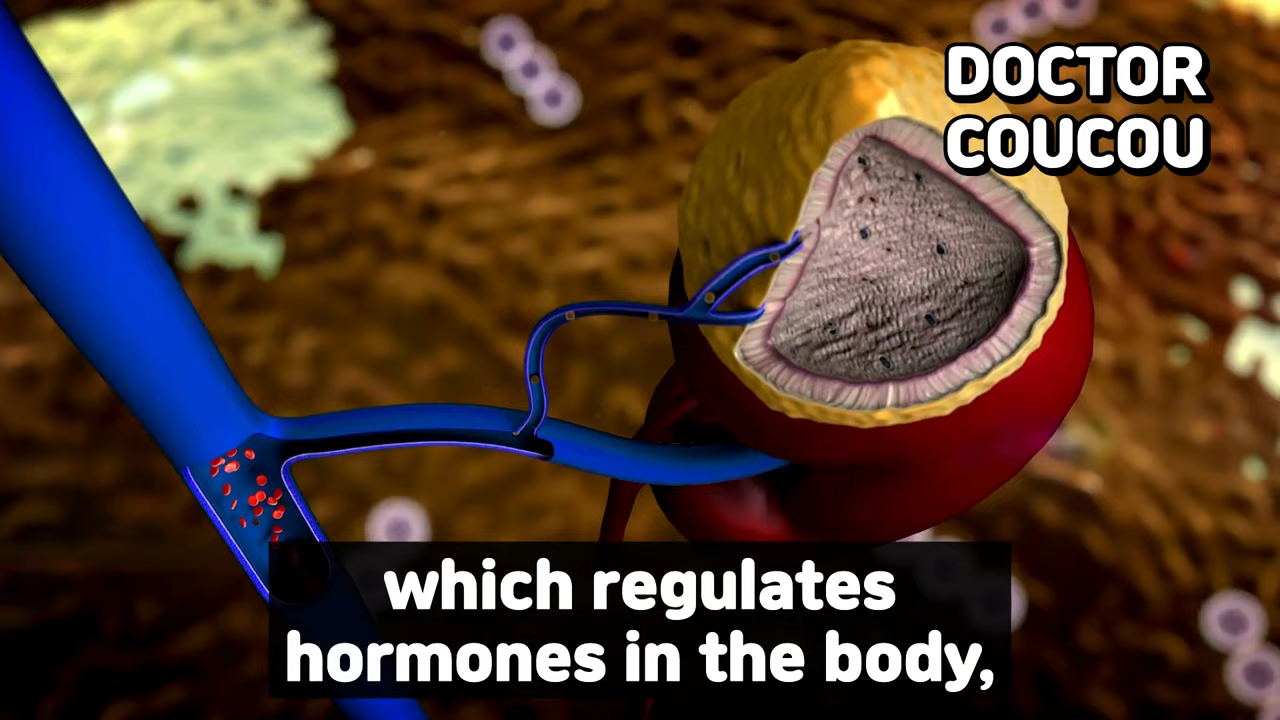 DOCTOR
COUCOU
which regulates
hormones in the body,